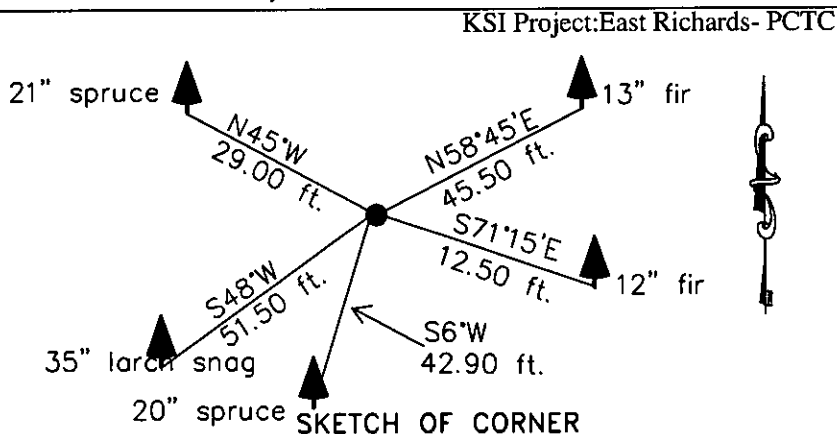 KSI Project:East Richards- PCTC
21" spruce
13" fir
N45°W
29.00 ft.
N58°45'E
45.50 ft.
S71°15'E
12.50 ft.
12" fir
S48°W
51.50 ft.
S6°W
42.90 ft.
35" larch snag
20" spruce
SKETCH OF CORNER